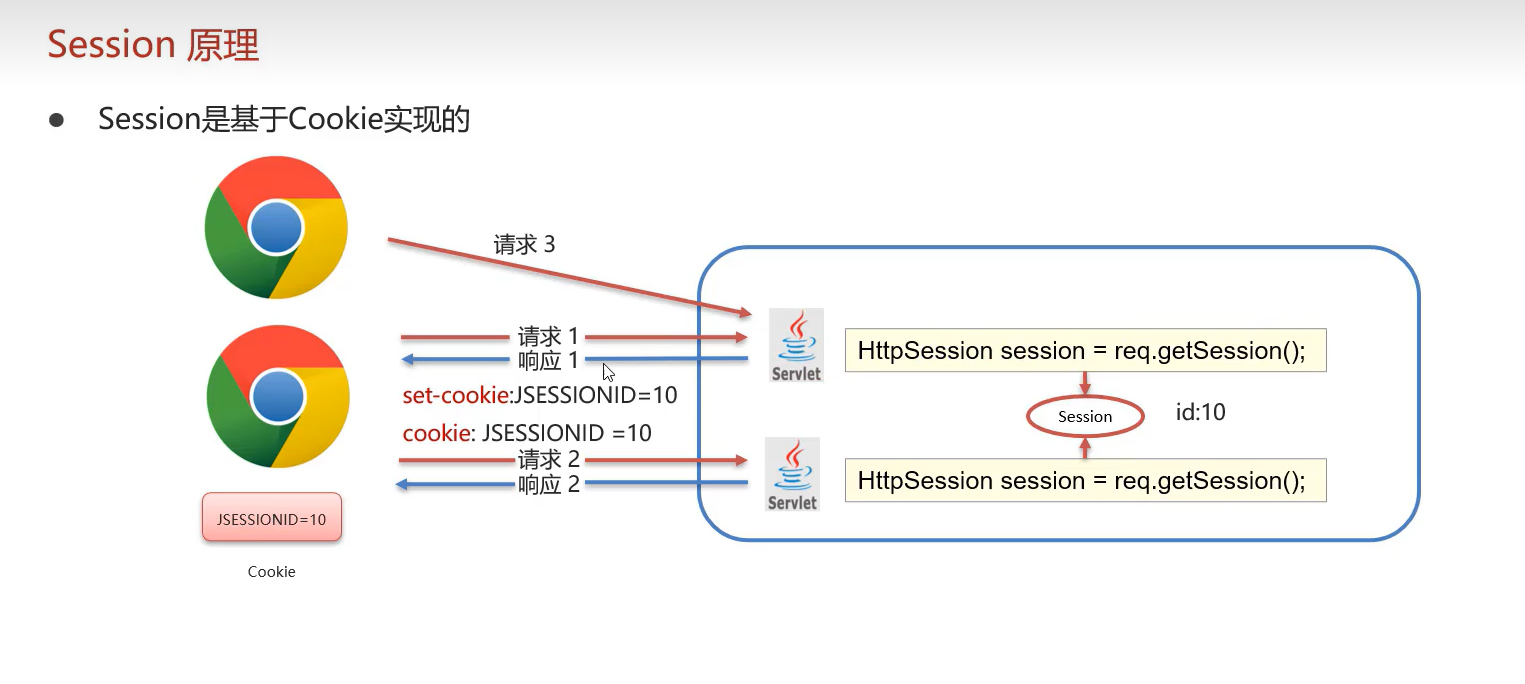 Session 原理
● Session是基于Cookie实现的
请求 3
请求 1
响应 1
Servlet
HttpSession session = req.getSession();
set-cookie:JSESSIONID=10
Session
id:10
cookie: JSESSIONID =10
请求 2
响应 2
Servlet
HttpSession session = req.getSession();
JSESSIONID=10
Cookie